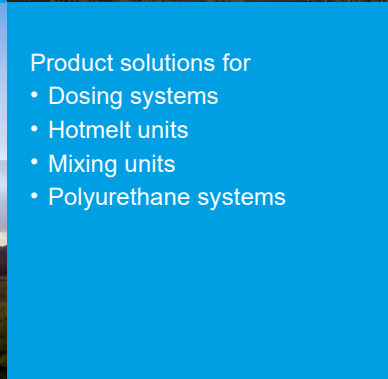 Product solutions for
• Dosing systems
• Hotmelt units
• Mixing units
• Polyurethane systems